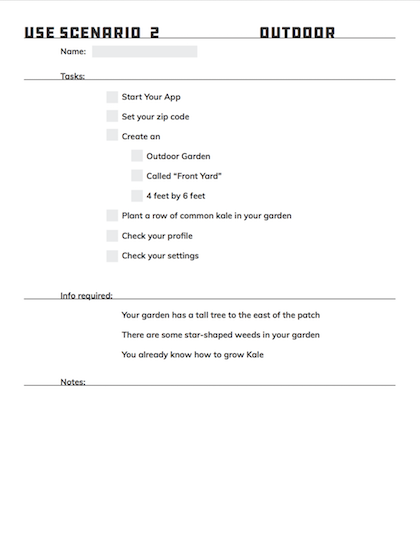 USE SCENARIO 2 OUTDOOR
Name:
Tasks:
Start Your App
Set your zip code
Create an
Outdoor Garden
Called “Front Yard”
4 feet by 6 feet
Plant a row of common kale in your garden
Check your profile
Check your settings
Info required:
Your garden has a tall tree to the east of the patch
There are some star-shaped weeds in your garden
You already know how to grow Kale
Notes: